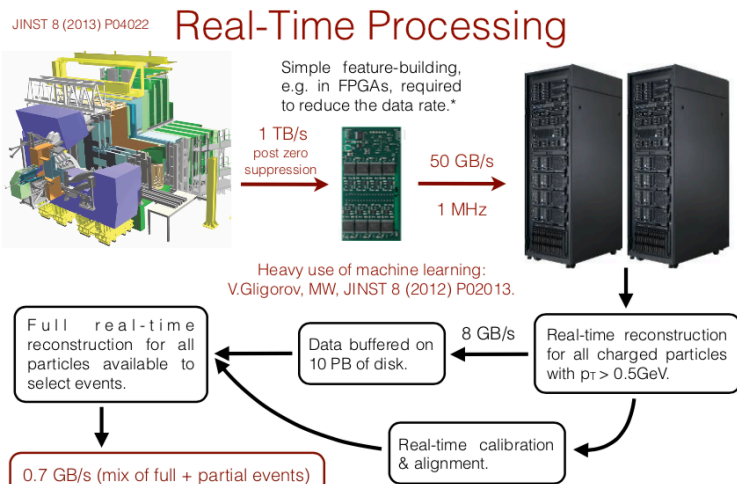 JINST 8 (2013) P04022
Real-Time Processing
Simple feature-building,
e.g. in FPGAs, required
to reduce the data rate.*
1 TB/s
post zero
suppression
50 GB/s
1 MHz
Heavy use of machine learning:
V.Gligorov, MW, JINST 8 (2012) P02013.
Full real-time
reconstruction for all
particles available to
select events.
Data buffered on
10 PB of disk.
8 GB/s
Real-time reconstruction
for all charged particles
with pT > 0.5GeV.
Real-time calibration
& alignment.
0.7 GB/s (mix of full + partial events)